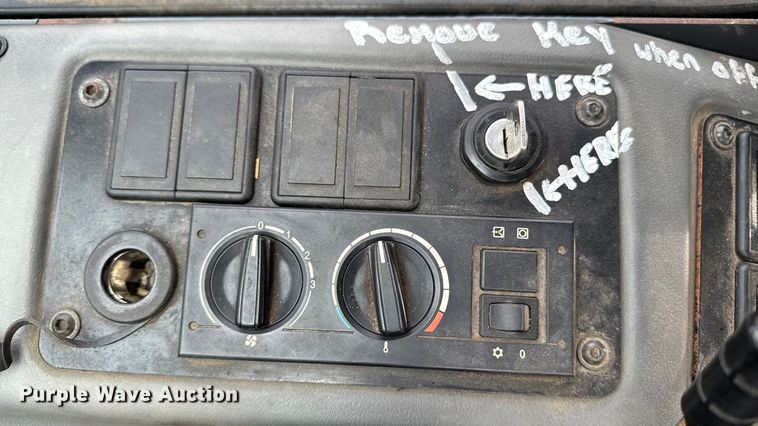 Remove Key when off
HERE
HERE
0 1 2 3
0
Purple Wave Auction